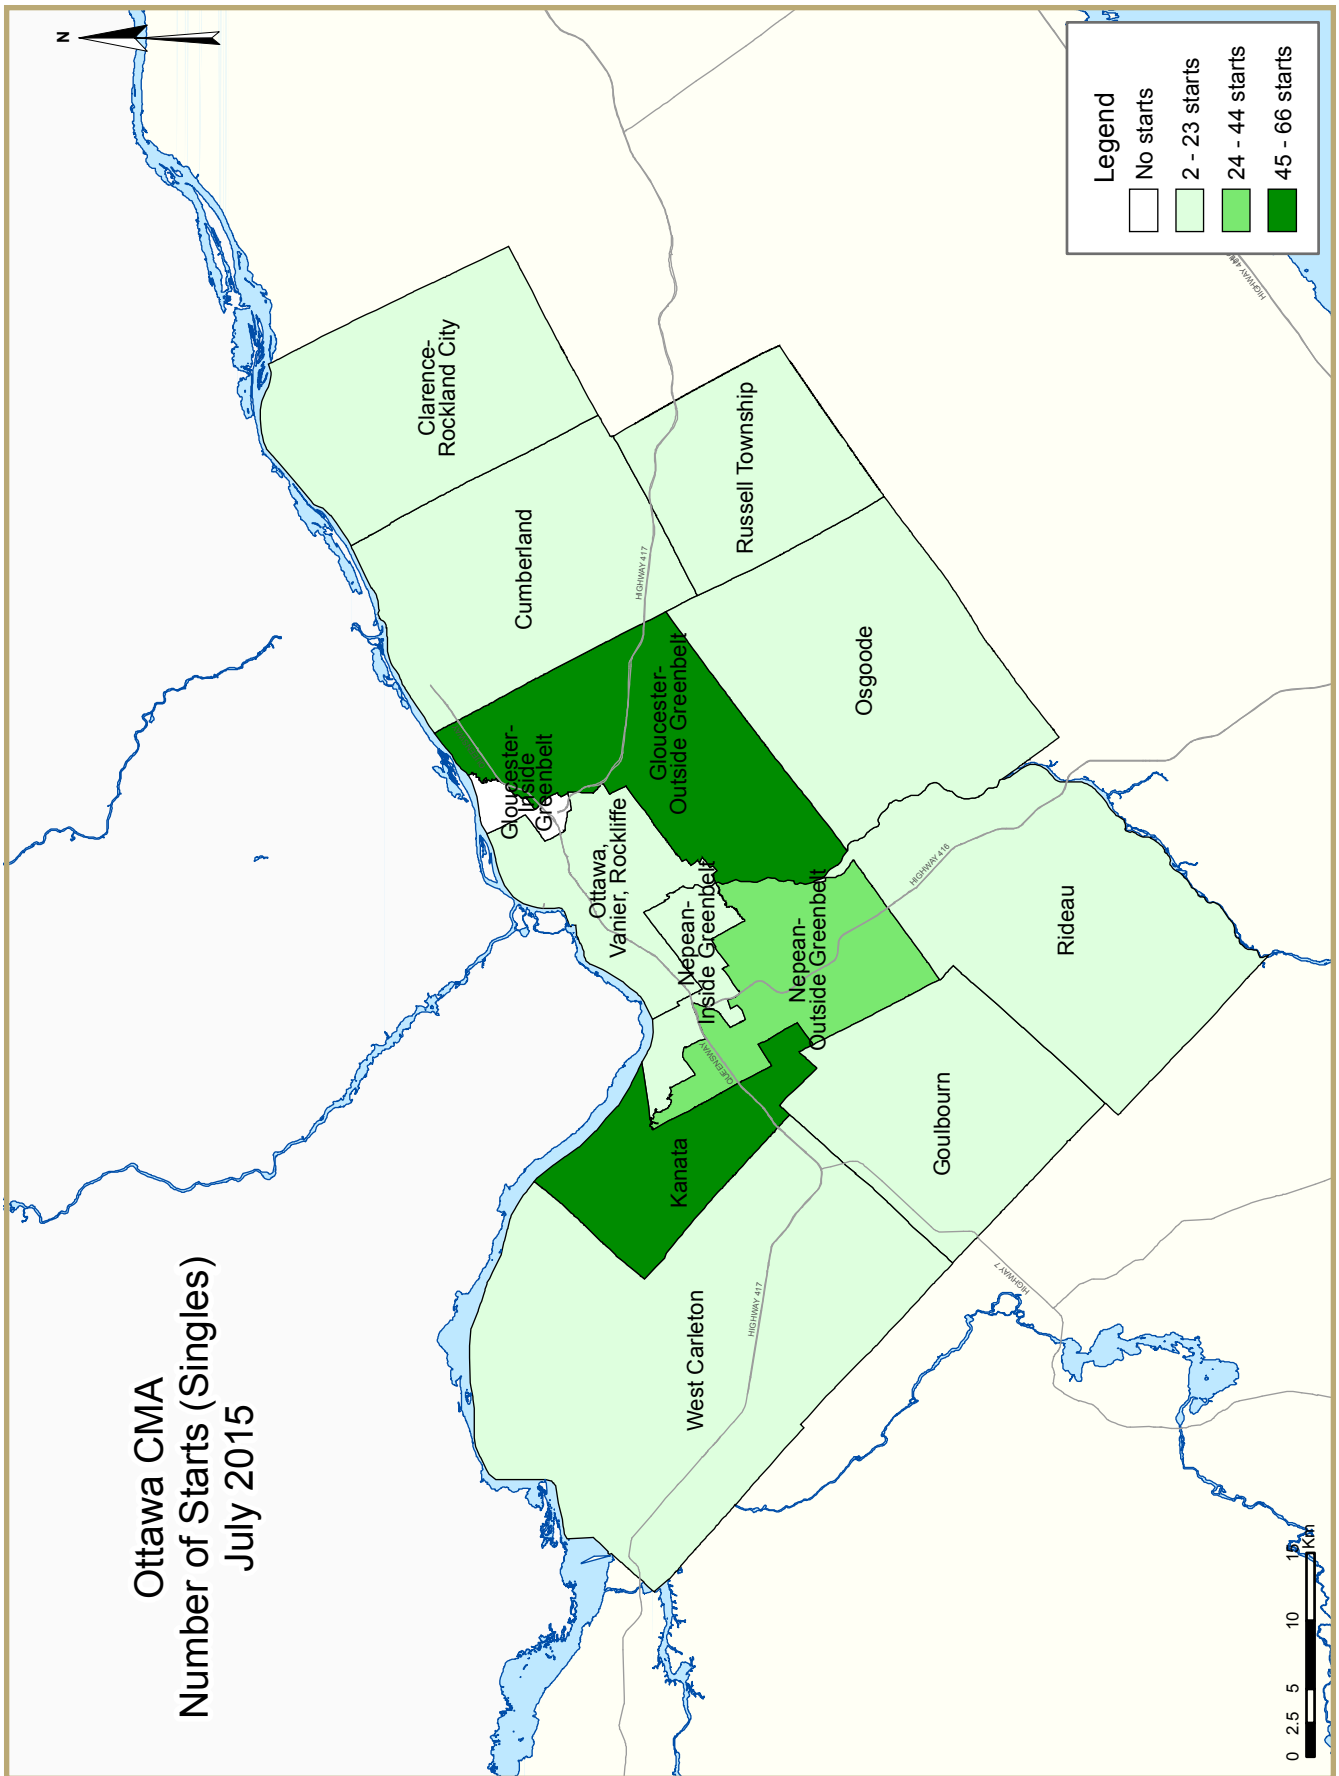 Ottawa CMA
Number of Starts (Singles)
July 2015
N
Legend
No starts
2 - 23 starts
24 - 44 starts
45 - 66 starts
Clarence-
Rockland City
Cumberland
Russell Township
HIGHWAY 417
Gloucester-
Inside
Greenbelt
Gloucester-
Outside Greenbelt
Osgoode
Ottawa,
Vanier, Rockliffe
Nepean-
Inside Greenbelt
Nepean-
Outside Greenbelt
QUEENSWAY
HIGHWAY 416
Rideau
Kanata
Goulbourn
West Carleton
HIGHWAY 417
HIGHWAY 7
HIGHWAY
0 2.5 5 10 15
Km